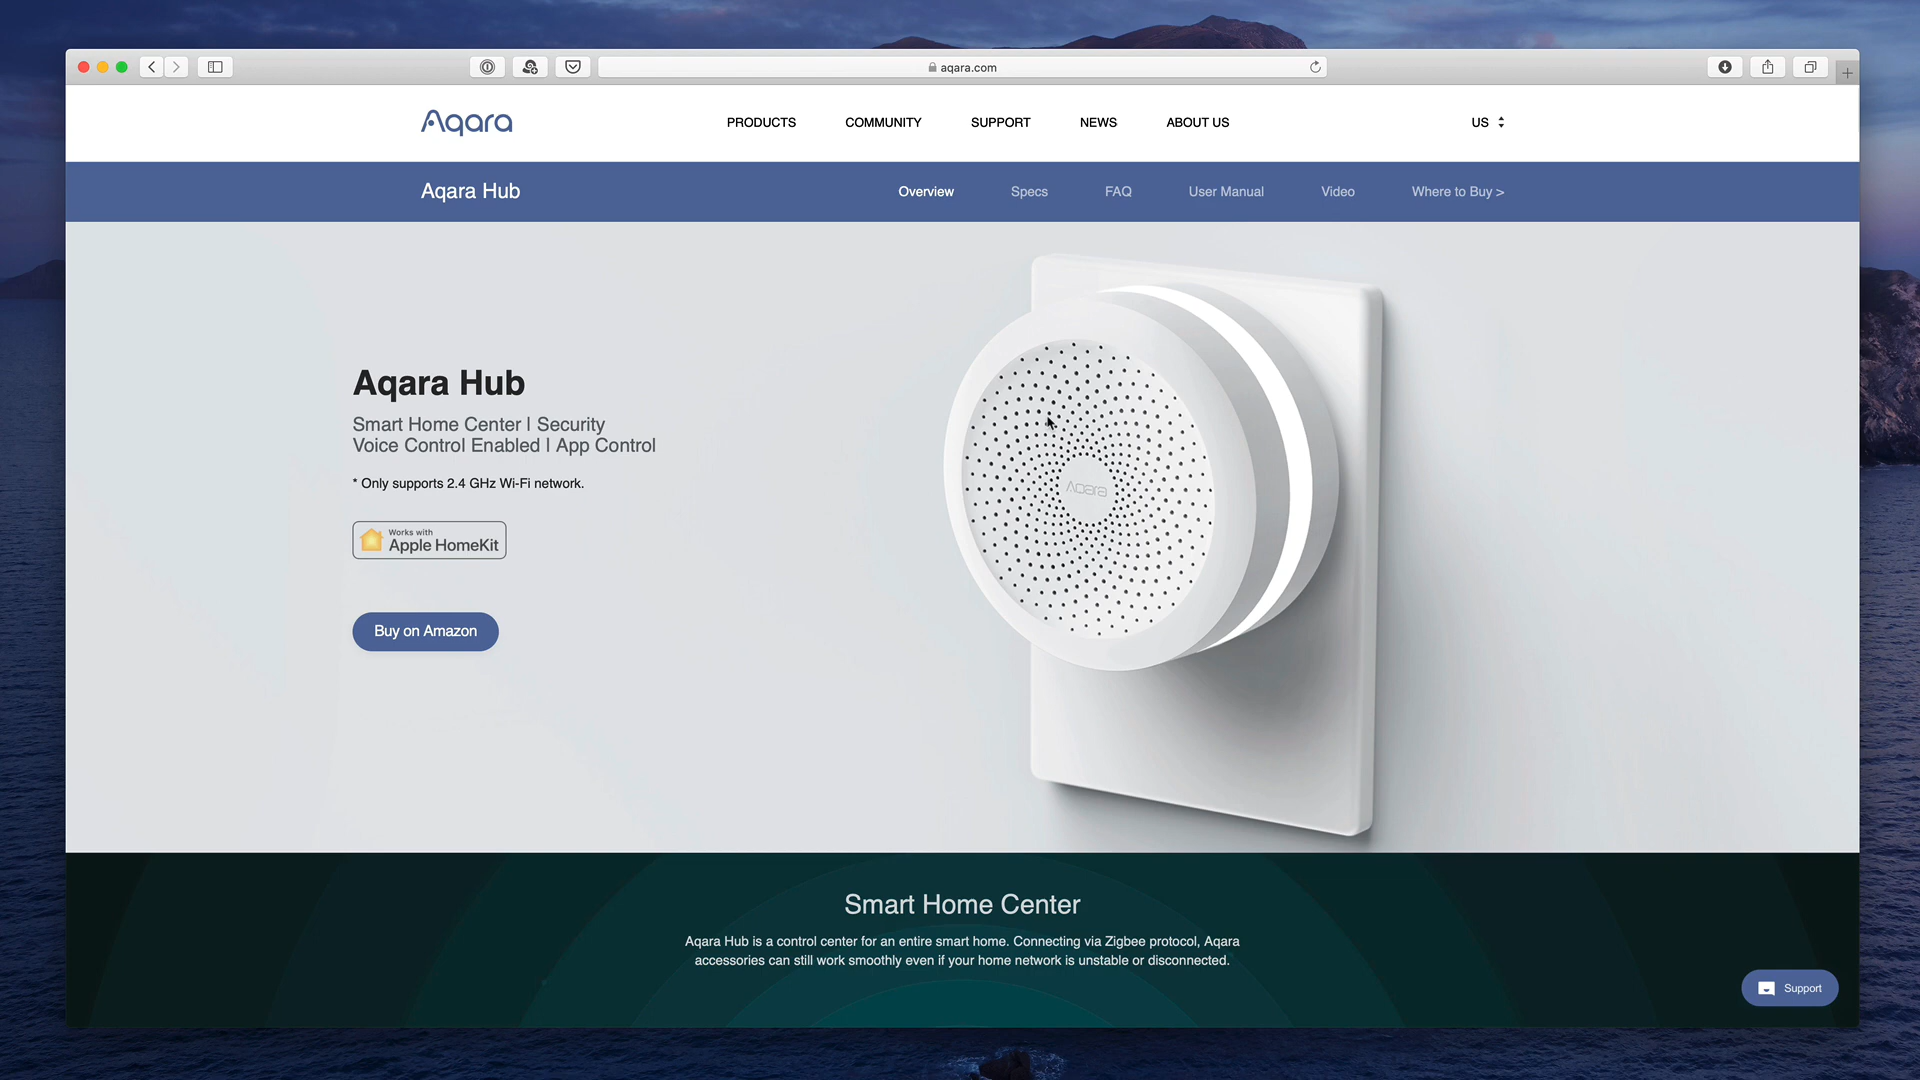 aqara.com
Aqara
PRODUCTS
COMMUNITY
SUPPORT
NEWS
ABOUT US
US
Aqara Hub
Overview
Specs
FAQ
User Manual
Video
Where to Buy >
Aqara Hub
Smart Home Center | Security
Voice Control Enabled | App Control
* Only supports 2.4 GHz Wi-Fi network.
Works with
Apple HomeKit
Buy on Amazon
Aqara
Smart Home Center
Aqara Hub is a control center for an entire smart home. Connecting via Zigbee protocol, Aqara
accessories can still work smoothly even if your home network is unstable or disconnected.
Support